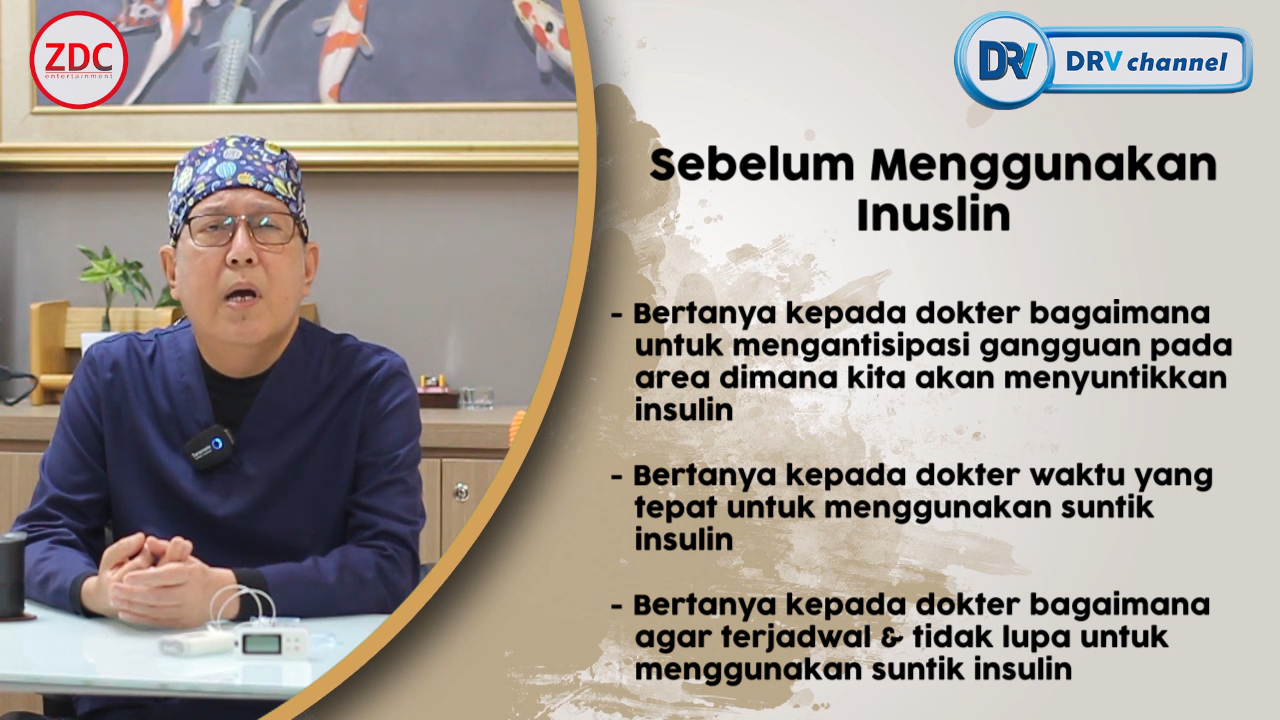 ZDC
entertainment
DRV
DRV channel
Sebelum Menggunakan
Inuslin
- Bertanya kepada dokter bagaimana
untuk mengantisipasi gangguan pada
area dimana kita akan menyuntikkan
insulin
- Bertanya kepada dokter waktu yang
tepat untuk menggunakan suntik
insulin
- Bertanya kepada dokter bagaimana
agar terjadwal & tidak lupa untuk
menggunakan suntik insulin